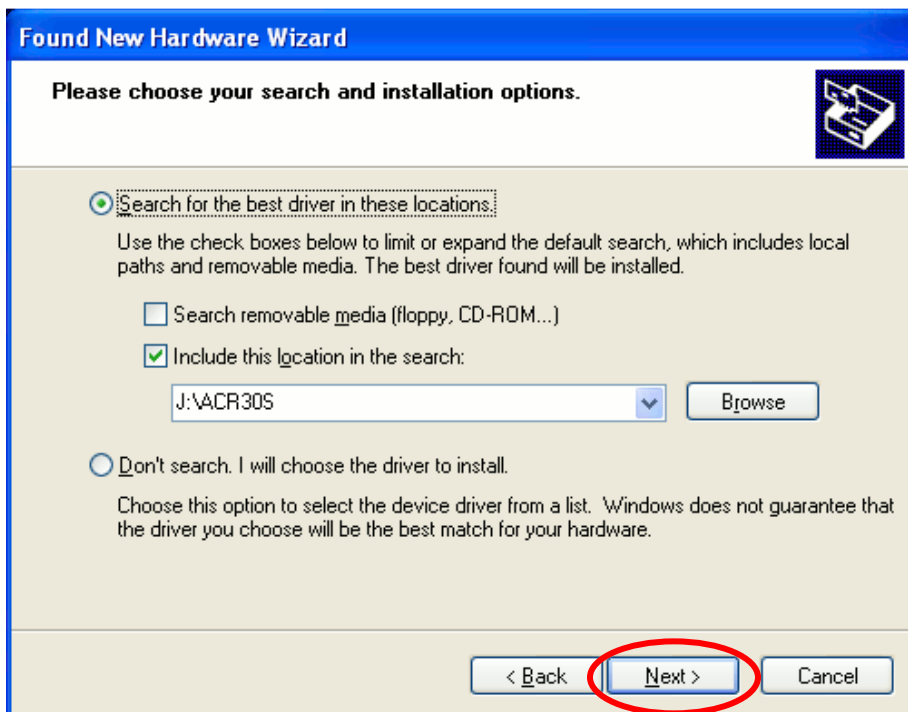 Found New Hardware Wizard
Please choose your search and installation options.
Search for the best driver in these locations.
Use the check boxes below to limit or expand the default search, which includes local
paths and removable media. The best driver found will be installed.
Search removable media (floppy, CD-ROM...)
Include this location in the search:
J:\ACR30S
Browse
Don't search. I will choose the driver to install.
Choose this option to select the device driver from a list. Windows does not guarantee that
the driver you choose will be the best match for your hardware.
< Back Next > Cancel